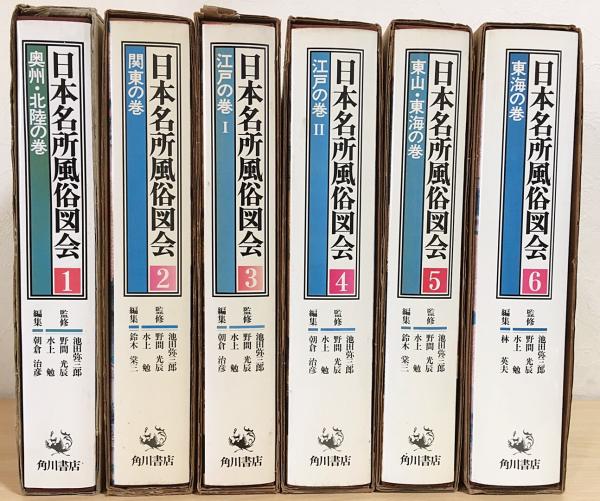 日本名所風俗図会
奥州・北陸の巻
1
監修
池田弥三郎
野間光辰
水上勉
編集
朝倉治彦
角川書店
日本名所風俗図会
関東の巻
2
監修
池田弥三郎
野間光辰
水上勉
編集
鈴木棠三
角川書店
日本名所風俗図会
江戸の巻 I
3
監修
池田弥三郎
野間光辰
水上勉
編集
朝倉治彦
角川書店
日本名所風俗図会
江戸の巻 II
4
監修
池田弥三郎
野間光辰
水上勉
編集
朝倉治彦
角川書店
日本名所風俗図会
東山・東海の巻
5
監修
池田弥三郎
野間光辰
水上勉
編集
鈴木棠三
角川書店
日本名所風俗図会
東海の巻
6
監修
池田弥三郎
野間光辰
水上勉
編集
林英夫
角川書店